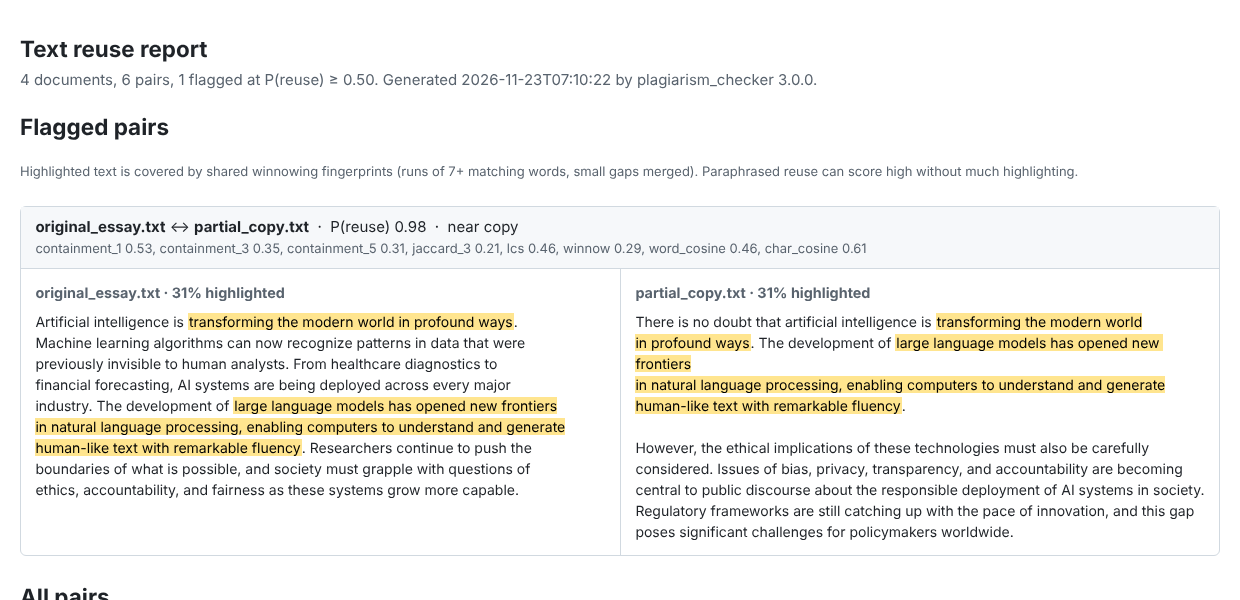 Text reuse report
4 documents, 6 pairs, 1 flagged at P(reuse) ≥ 0.50. Generated 2026-11-23T07:10:22 by plagiarism_checker 3.0.0.
Flagged pairs
Highlighted text is covered by shared winnowing fingerprints (runs of 7+ matching words, small gaps merged). Paraphrased reuse can score high without much highlighting.
original_essay.txt ↔ partial_copy.txt · P(reuse) 0.98 · near copy
containment_1 0.53, containment_3 0.35, containment_5 0.31, jaccard_3 0.21, lcs 0.46, winnow 0.29, word_cosine 0.46, char_cosine 0.61
original_essay.txt · 31% highlighted
Artificial intelligence is transforming the modern world in profound ways.
Machine learning algorithms can now recognize patterns in data that were
previously invisible to human analysts. From healthcare diagnostics to
financial forecasting, AI systems are being deployed across every major
industry. The development of large language models has opened new frontiers
in natural language processing, enabling computers to understand and generate
human-like text with remarkable fluency. Researchers continue to push the
boundaries of what is possible, and society must grapple with questions of
ethics, accountability, and fairness as these systems grow more capable.
partial_copy.txt · 31% highlighted
There is no doubt that artificial intelligence is transforming the modern world
in profound ways. The development of large language models has opened new
frontiers
in natural language processing, enabling computers to understand and generate
human-like text with remarkable fluency.
However, the ethical implications of these technologies must also be carefully
considered. Issues of bias, privacy, transparency, and accountability are becoming
central to public discourse about the responsible deployment of AI systems in society.
Regulatory frameworks are still catching up with the pace of innovation, and this gap
poses significant challenges for policymakers worldwide.
All pairs